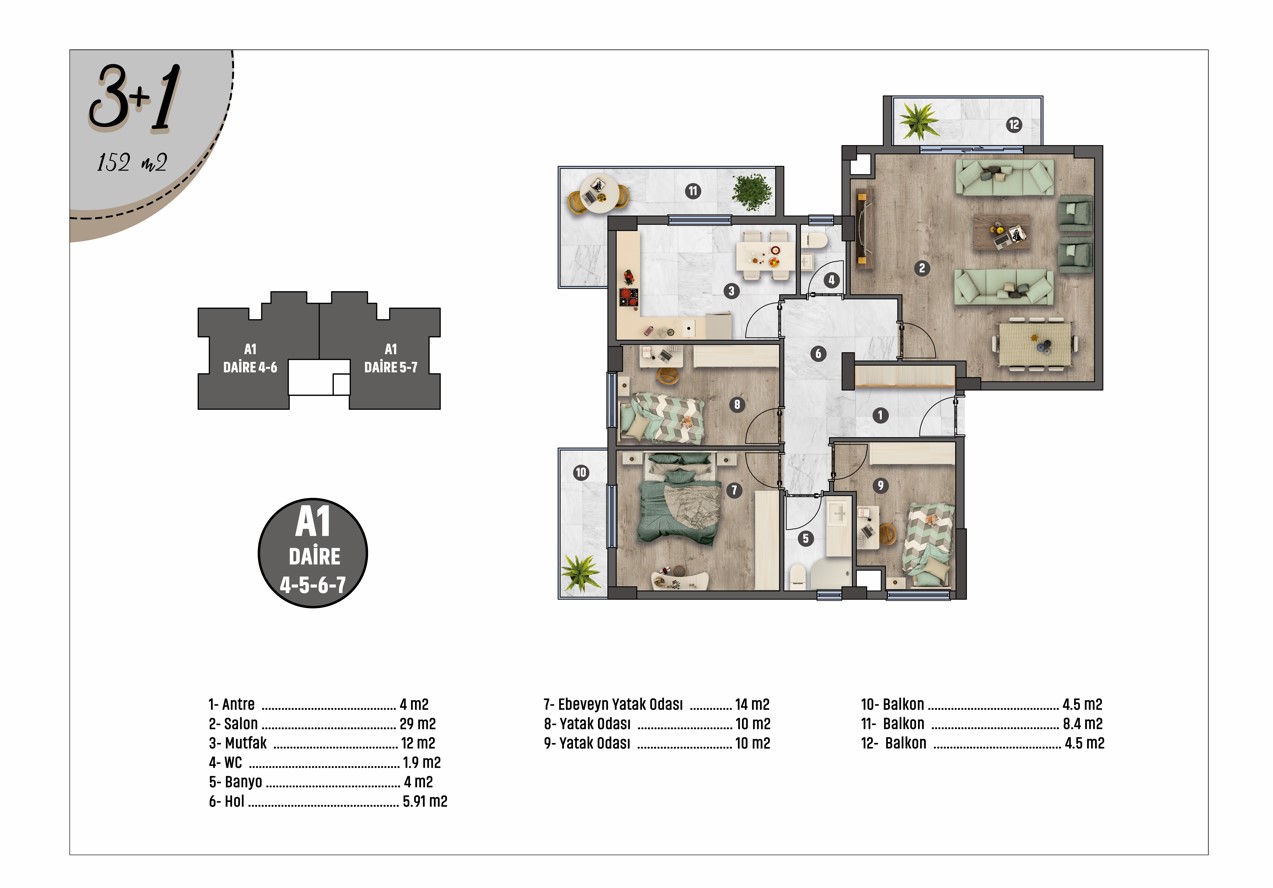 3+1
152 m2
11
12
2
3
4
6
8
1
10
7
9
5
A1
DAİRE 4-6
A1
DAİRE 5-7
A1
DAİRE
4-5-6-7
1- Antre .......................................... 4 m2
2- Salon .......................................... 29 m2
3- Mutfak ...................................... 12 m2
4- WC .............................................. 1.9 m2
5- Banyo ......................................... 4 m2
6- Hol .............................................. 5.91 m2
7- Ebeveyn Yatak Odası ............. 14 m2
8- Yatak Odası ............................. 10 m2
9- Yatak Odası ............................. 10 m2
10- Balkon ........................................ 4.5 m2
11- Balkon ........................................ 8.4 m2
12- Balkon ....................................... 4.5 m2